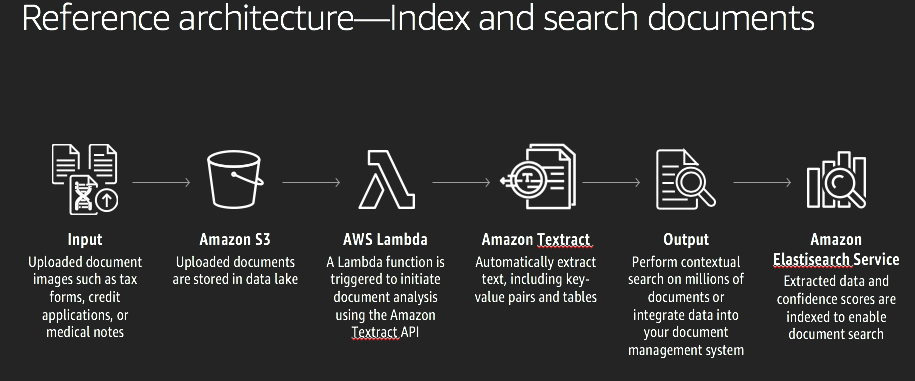 Reference architecture—Index and search documents
Input
Uploaded document
images such as tax
forms, credit
applications, or
medical notes
Amazon S3
Uploaded documents
are stored in data lake
AWS Lambda
A Lambda function is
triggered to initiate
document analysis
using the Amazon
Textract API
Amazon Textract
Automatically extract
text, including key-
value pairs and tables
Output
Perform contextual
search on millions of
documents or
integrate data into
your document
management system
Amazon
Elastisearch Service
Extracted data and
confidence scores are
indexed to enable
document search